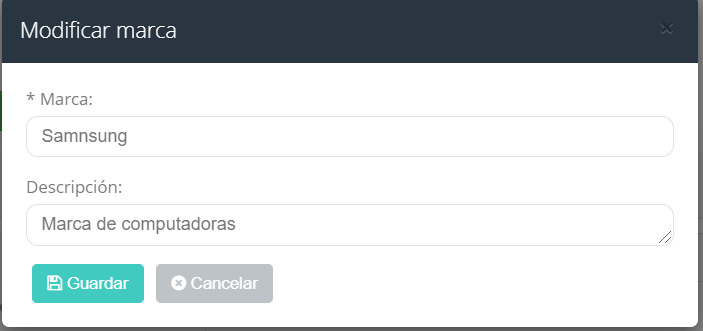 Modificar marca
×
* Marca:
Samnsung
Descripción:
Marca de computadoras
Guardar Cancelar